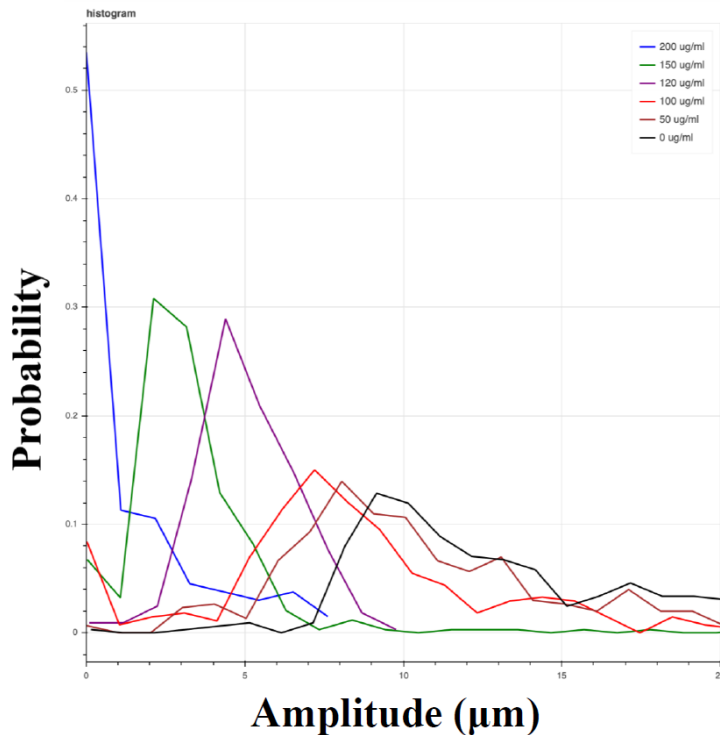 histogram
200 ug/ml
150 ug/ml
120 ug/ml
100 ug/ml
50 ug/ml
0 ug/ml
0.5
0.4
0.3
0.2
0.1
0
Probability
0
5
10
15
Amplitude (μm)